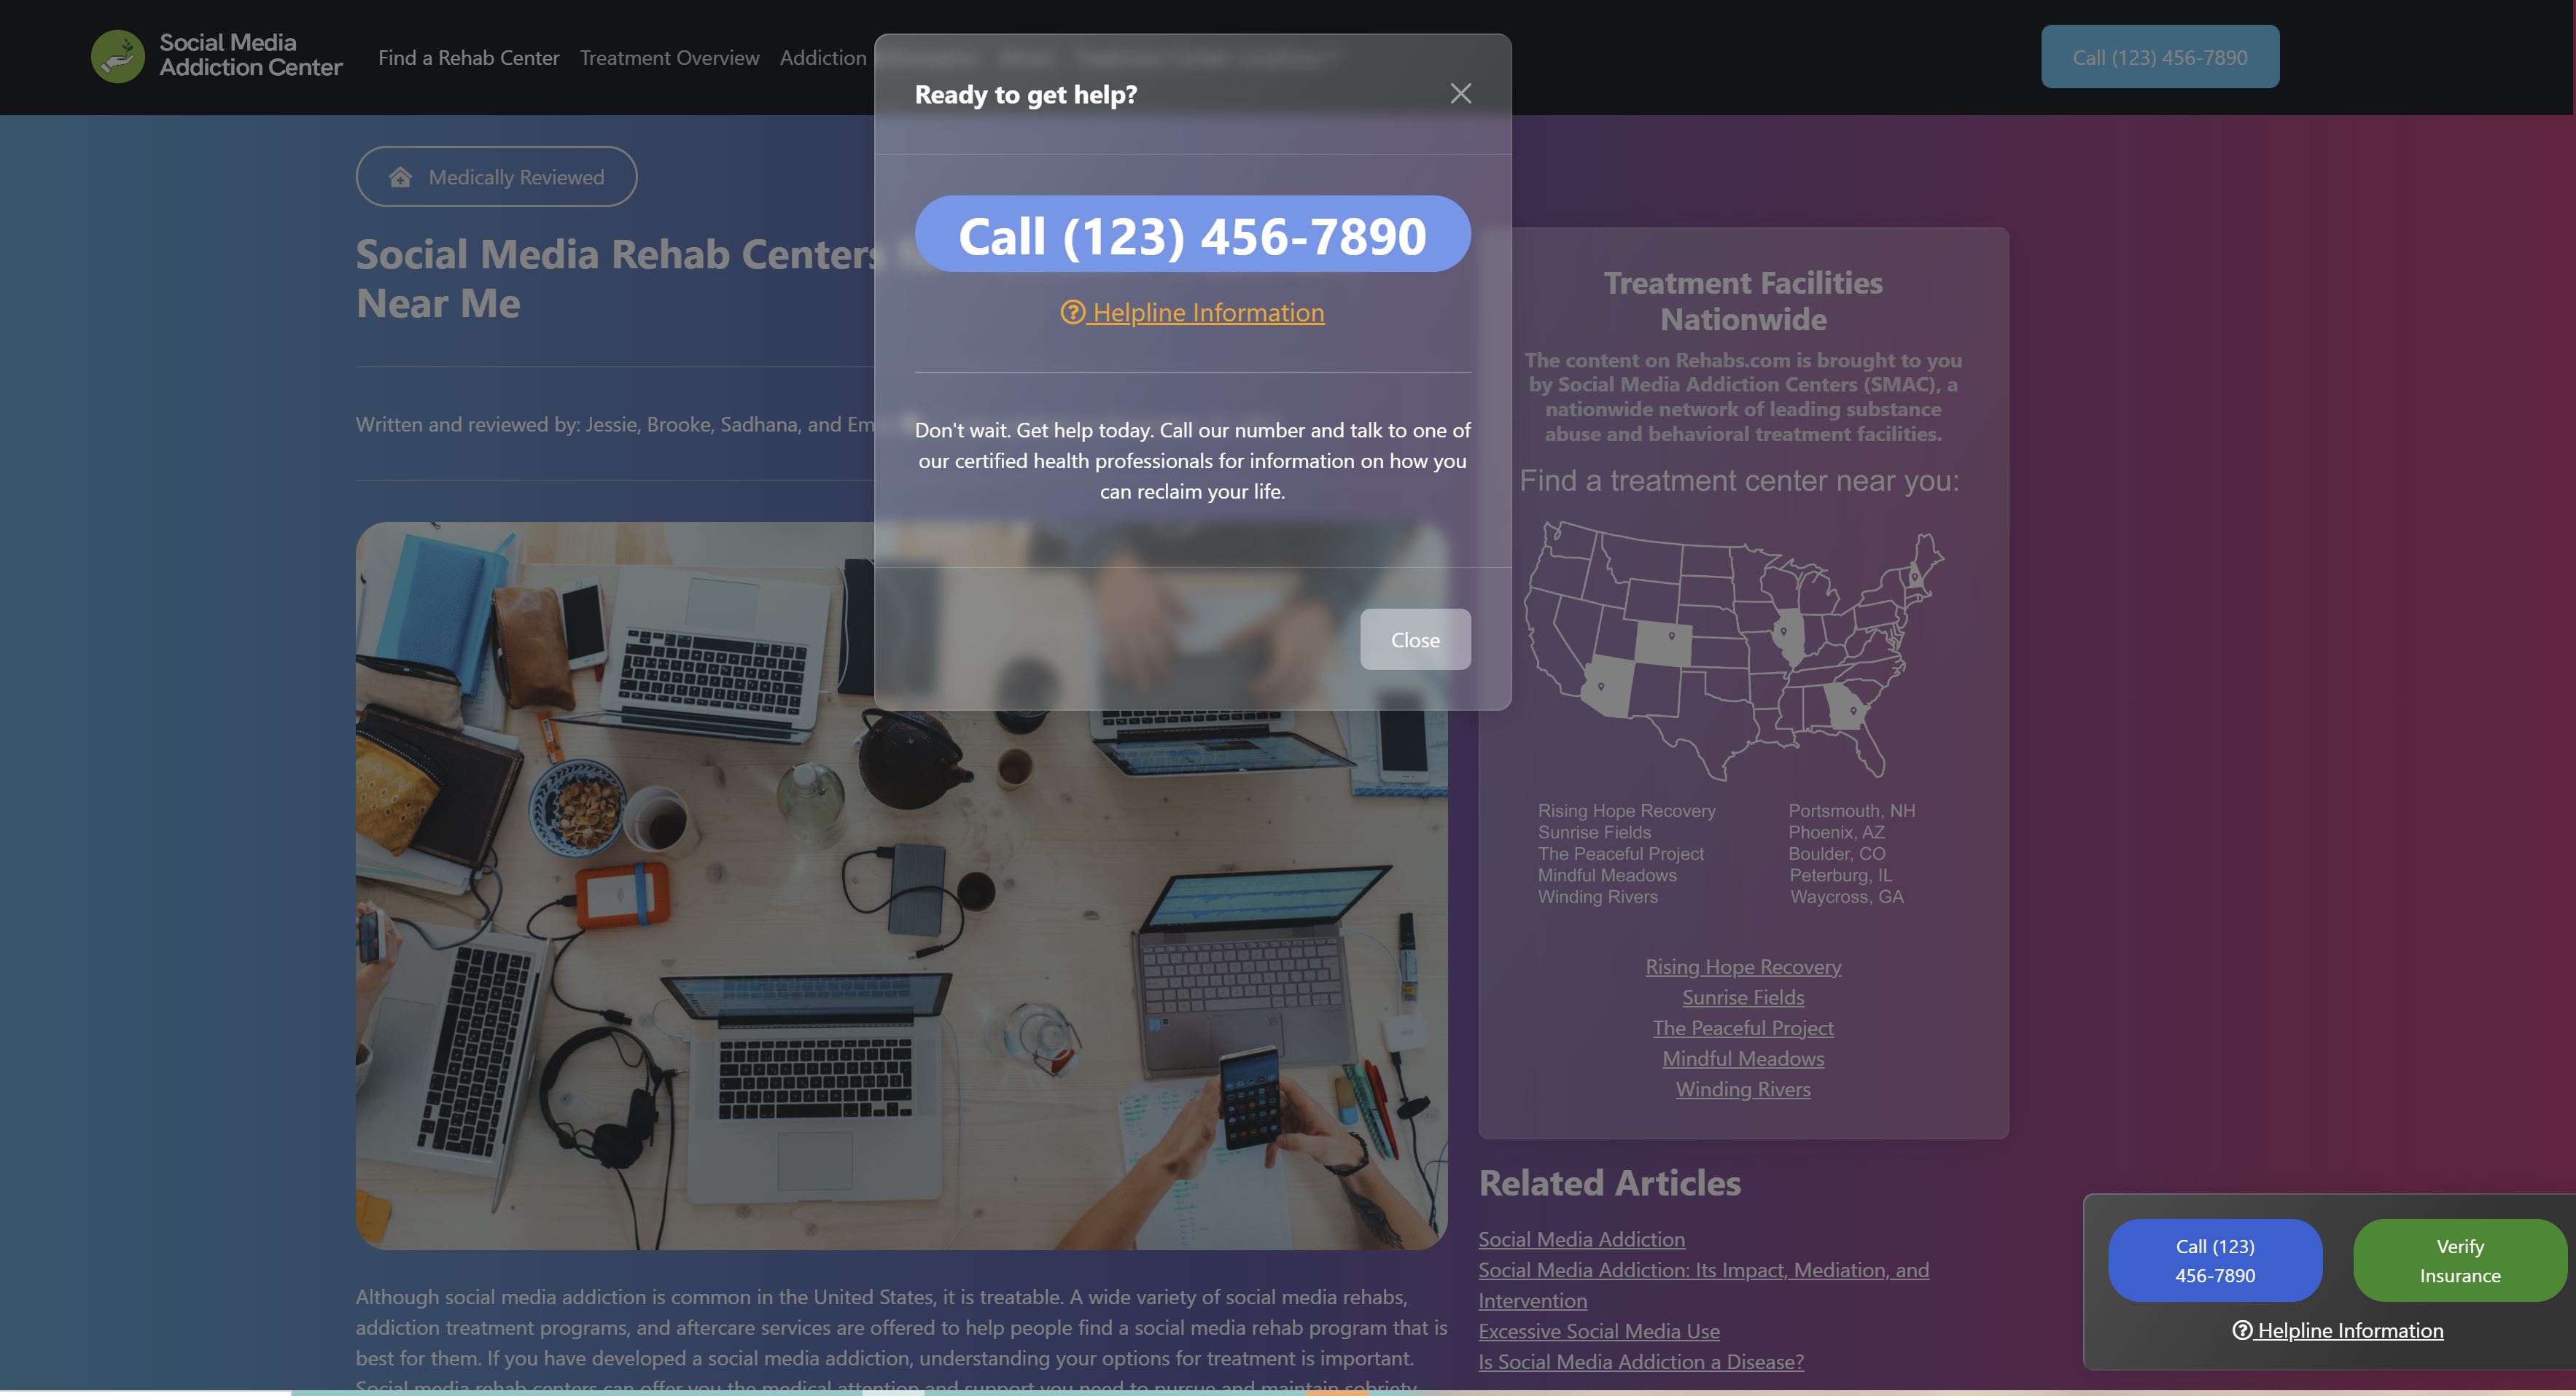 Social Media
Addiction Center
Find a Rehab Center
Treatment Overview
Addiction
Call (123) 456-7890
Ready to get help?
Call (123) 456-7890
Helpline Information
Don't wait. Get help today. Call our number and talk to one of
our certified health professionals for information on how you
can reclaim your life.
Close
Medically Reviewed
Social Media Rehab Centers
Near Me
Written and reviewed by: Jessie, Brooke, Sadhana, and
Although social media addiction is common in the United States, it is treatable. A wide variety of social media rehabs,
addiction treatment programs, and aftercare services are offered to help people find a social media rehab program that is
best for them. If you have developed a social media addiction, understanding your options for treatment is important.
Social media rehab centers can offer you the medical attention and support you need to pursue and maintain sobriety
Treatment Facilities
Nationwide
The content on Rehabs.com is brought to you
by Social Media Addiction Centers (SMAC), a
nationwide network of leading substance
abuse and behavioral treatment facilities.
Find a treatment center near you:
Rising Hope Recovery Portsmouth, NH
Sunrise Fields Phoenix, AZ
The Peaceful Project Boulder, CO
Mindful Meadows Peterburg, IL
Winding Rivers Waycross, GA
Rising Hope Recovery
Sunrise Fields
The Peaceful Project
Mindful Meadows
Winding Rivers
Related Articles
Social Media Addiction
Social Media Addiction: Its Impact, Mediation, and
Intervention
Excessive Social Media Use
Is Social Media Addiction a Disease?
Call (123)
456-7890
Verify
Insurance
Helpline Information